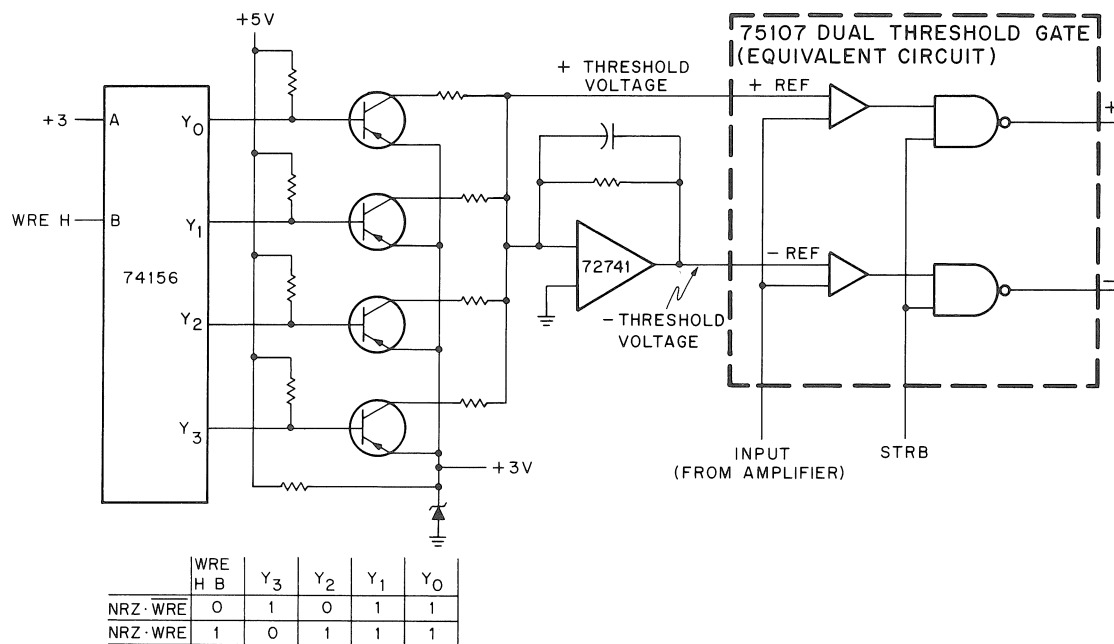 +5V
75107 DUAL THRESHOLD GATE
(EQUIVALENT CIRCUIT)
+ THRESHOLD
VOLTAGE
+ REF
+3
A
Y0
+
WRE H
B
Y1
74156
72741
− REF
−
Y2
− THRESHOLD
VOLTAGE
Y3
INPUT
(FROM AMPLIFIER)
STRB
+3V
WRE
H B Y3 Y2 Y1 Y0
NRZ·W̅R̅E̅ 0 1 0 1 1
NRZ·WRE 1 0 1 1 1